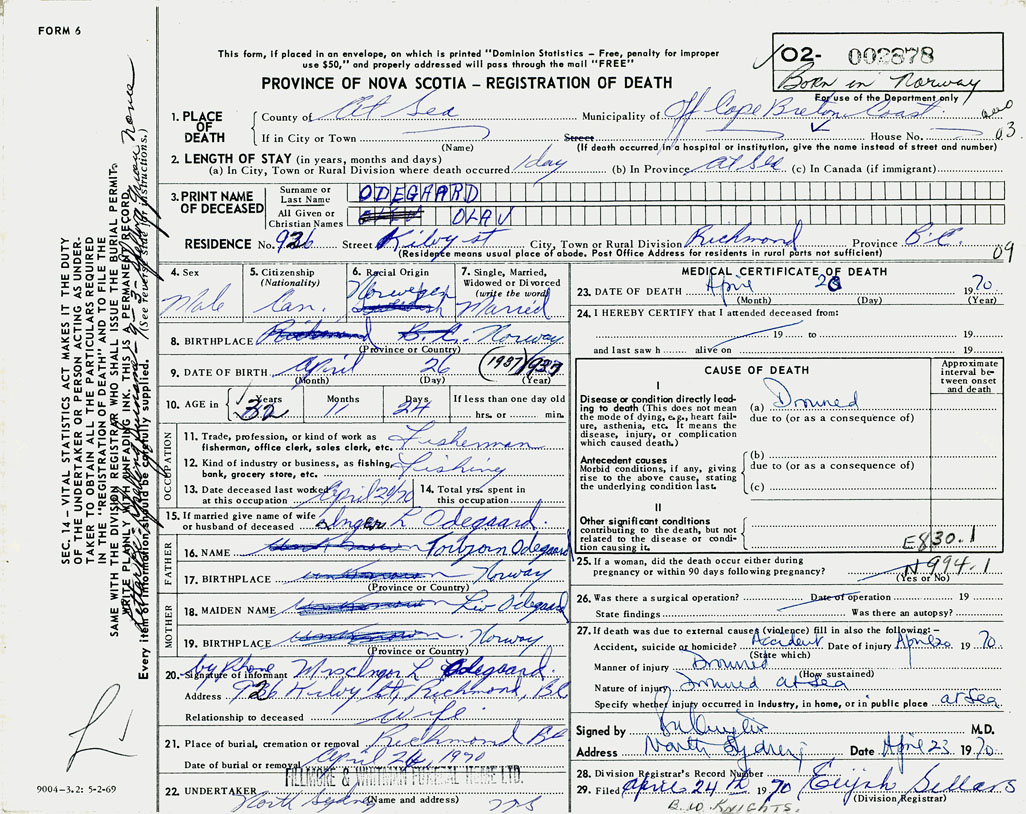 FORM 6
This form, if placed in an envelope, on which is printed "Dominion Statistics – Free, penalty for improper
use $50," and properly addressed will pass through the mail "FREE"
PROVINCE OF NOVA SCOTIA – REGISTRATION OF DEATH
O2- 002878
Born in Norway
For use of the Department only
1. PLACE OF DEATH County of At Sea Municipality of Off Cape Breton Coast
If in City or Town Street House No. 03
(Name) (If death occurred in a hospital or institution, give the name instead of street and number)
2. LENGTH OF STAY (in years, months and days)
(a) In City, Town or Rural Division where death occurred 1 day (b) In Province At Sea (c) In Canada (if immigrant)
3. PRINT NAME OF DECEASED Surname or Last Name ODEGAARD
All Given or Christian Names OLAV
RESIDENCE No. 926 Street Kilby st City, Town or Rural Division Richmond Province B.C. 09
(Residence means usual place of abode. Post Office Address for residents in rural parts not sufficient)
4. Sex Male
5. Citizenship (Nationality) Can.
6. Racial Origin Norwegen
7. Single, Married, Widowed or Divorced (write the word) Married
8. BIRTHPLACE Richmond B.C. Norway
(Province or Country)
9. DATE OF BIRTH April 26 (1937) 1937
(Month) (Day) (Year)
10. AGE in Years 32 Months 11 Days 24 If less than one day old hrs. or min.
OCCUPATION
11. Trade, profession, or kind of work as fisherman, office clerk, sales clerk, etc. Fisherman
12. Kind of industry or business, as fishing, bank, grocery store, etc. Fishing
13. Date deceased last worked at this occupation April 20/70
14. Total yrs. spent in this occupation
15. If married give name of wife or husband of deceased Inger L Odegaard
FATHER
16. NAME Torbjorn Odegaard
17. BIRTHPLACE unknown Norway
(Province or Country)
MOTHER
18. MAIDEN NAME Liv Odegaard
19. BIRTHPLACE unknown Norway
(Province or Country)
20. Signature of informant by Phone Mrs Inger L Odegaard
Address 926 Kilby St, Richmond, BC
Relationship to deceased wife
21. Place of burial, cremation or removal Richmond BC
Date of burial or removal April 24, 1970
22. UNDERTAKER FILLMORE & WHITMAN FUNERAL HOME LTD.
North Sydney NS
(Name and address)
MEDICAL CERTIFICATE OF DEATH
23. DATE OF DEATH April 20 1970
(Month) (Day) (Year)
24. I HEREBY CERTIFY that I attended deceased from:
19 to 19
and last saw h alive on 19
CAUSE OF DEATH
Approximate interval between onset and death
I
Disease or condition directly leading to death (This does not mean the mode of dying, e.g., heart failure, asthenia, etc. It means the disease, injury, or complication which caused death.)
(a) Drowned
due to (or as a consequence of)
Antecedent causes
Morbid conditions, if any, giving rise to the above cause, stating the underlying condition last.
(b)
due to (or as a consequence of)
(c)
II
Other significant conditions contributing to the death, but not related to the disease or condition causing it.
E830.1
25. If a woman, did the death occur either during pregnancy or within 90 days following pregnancy? N994.1
(Yes or No)
26. Was there a surgical operation? Date of operation 19
State findings Was there an autopsy?
27. If death was due to external causes (violence) fill in also the following:–
Accident, suicide or homicide? Accident Date of injury April 20 1970
(State which)
Manner of injury Drowned
(How sustained)
Nature of injury Drowned at Sea
Specify whether injury occurred in industry, in home, or in public place at Sea
Signed by M.D.
Address North Sydney Date April 23 1970
28. Division Registrar's Record Number
29. Filed April 24th 1970 Elijah Sellars
(Division Registrar)
B. W. KNIGHTS.
SEC. 14 – VITAL STATISTICS ACT MAKES IT THE DUTY
OF THE UNDERTAKER OR PERSON ACTING AS UNDER-
TAKER TO OBTAIN ALL THE PARTICULARS REQUIRED
IN THE "REGISTRATION OF DEATH" AND TO FILE THE
SAME WITH THE DIVISION REGISTRAR WHO SHALL ISSUE THE BURIAL PERMIT.
WRITE PLAINLY WITH UNFADING INK. THIS IS A PERMANENT RECORD
Every item of information should be carefully supplied. (See reverse side for instructions.)
9004-3.2: 5-2-69